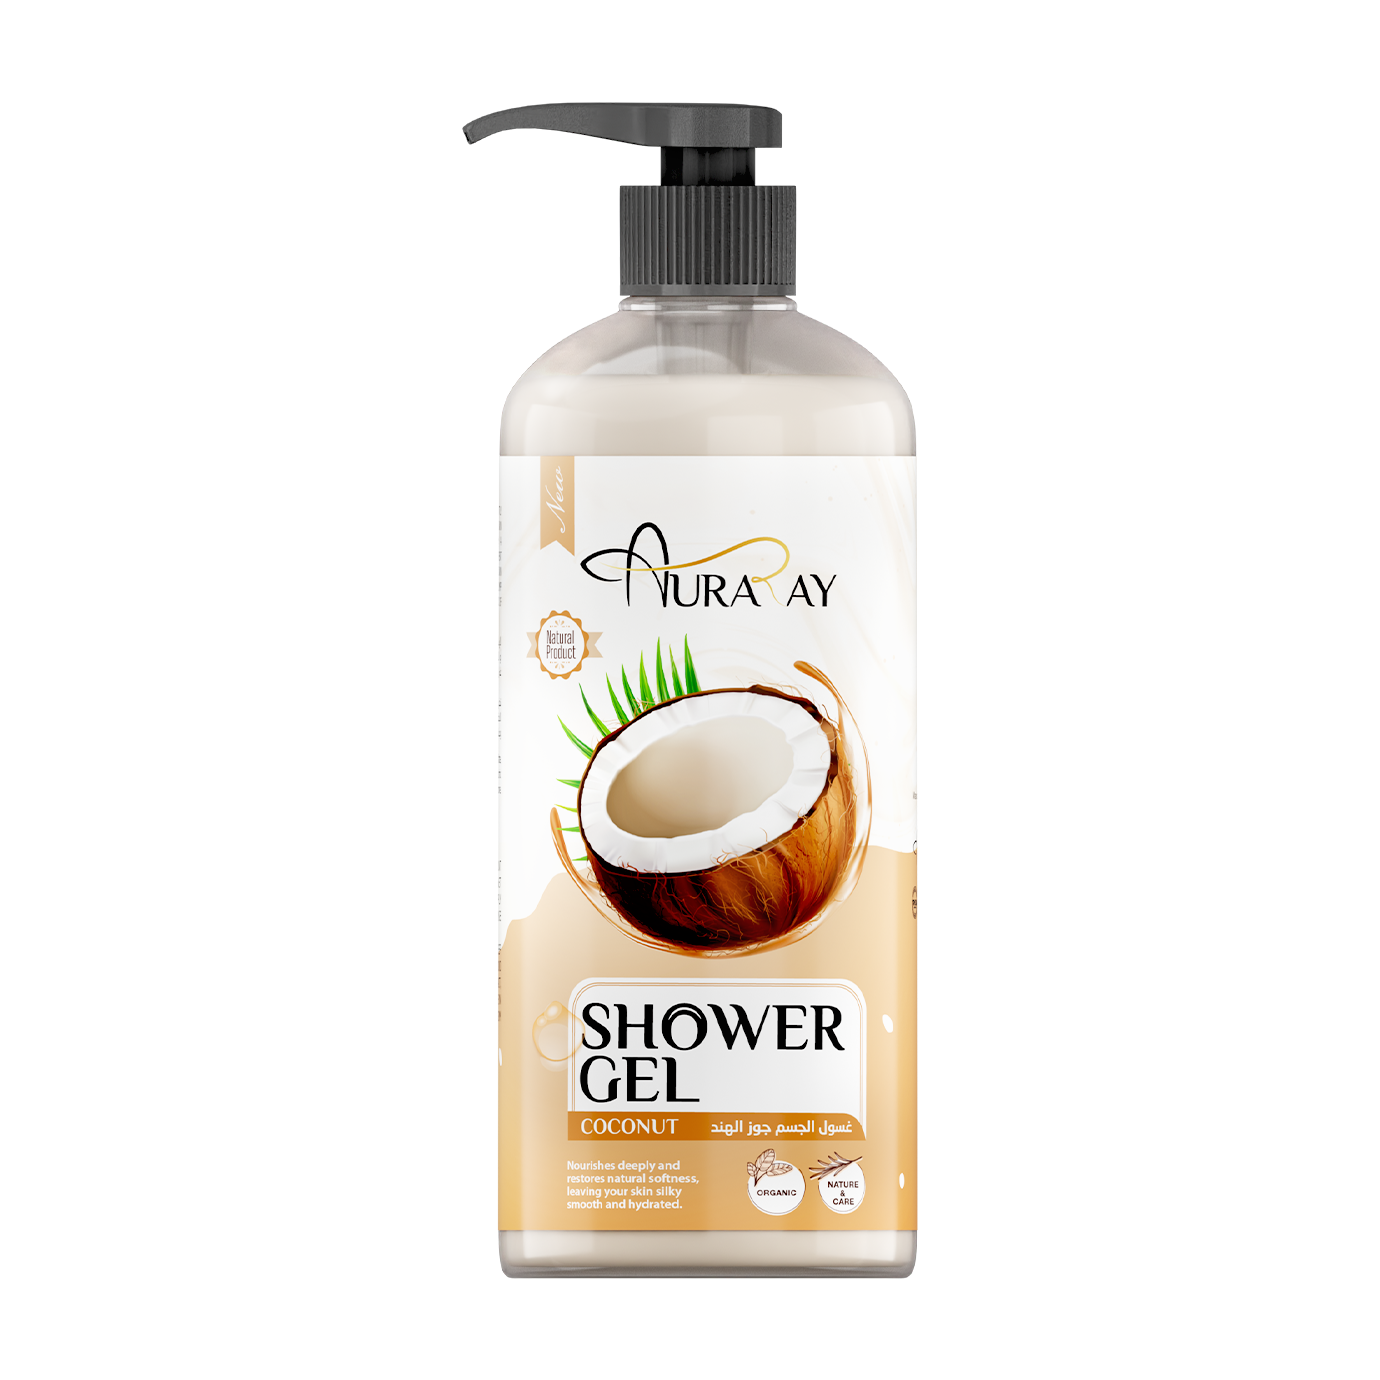 New
AURARAY
Natural
Product
SHOWER
GEL
COCONUT غسول الجسم جوز الهند
Nourishes deeply and
restores natural softness,
leaving your skin silky
smooth and hydrated.
ORGANIC
NATURE
&
CARE